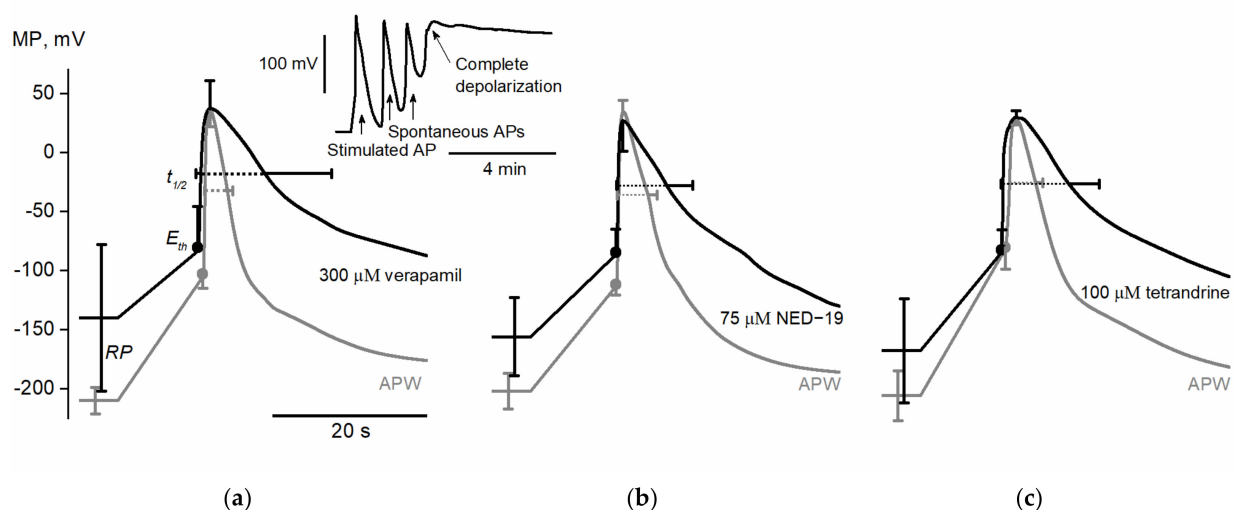 MP, mV
50
0
-50
-100
-150
-200
100 mV
Complete
depolarization
Spontaneous APs
Stimulated AP
4 min
t1/2
Eth
RP
300 μM verapamil
APW
20 s
75 μM NED−19
APW
100 μM tetrandrine
APW
(a)
(b)
(c)